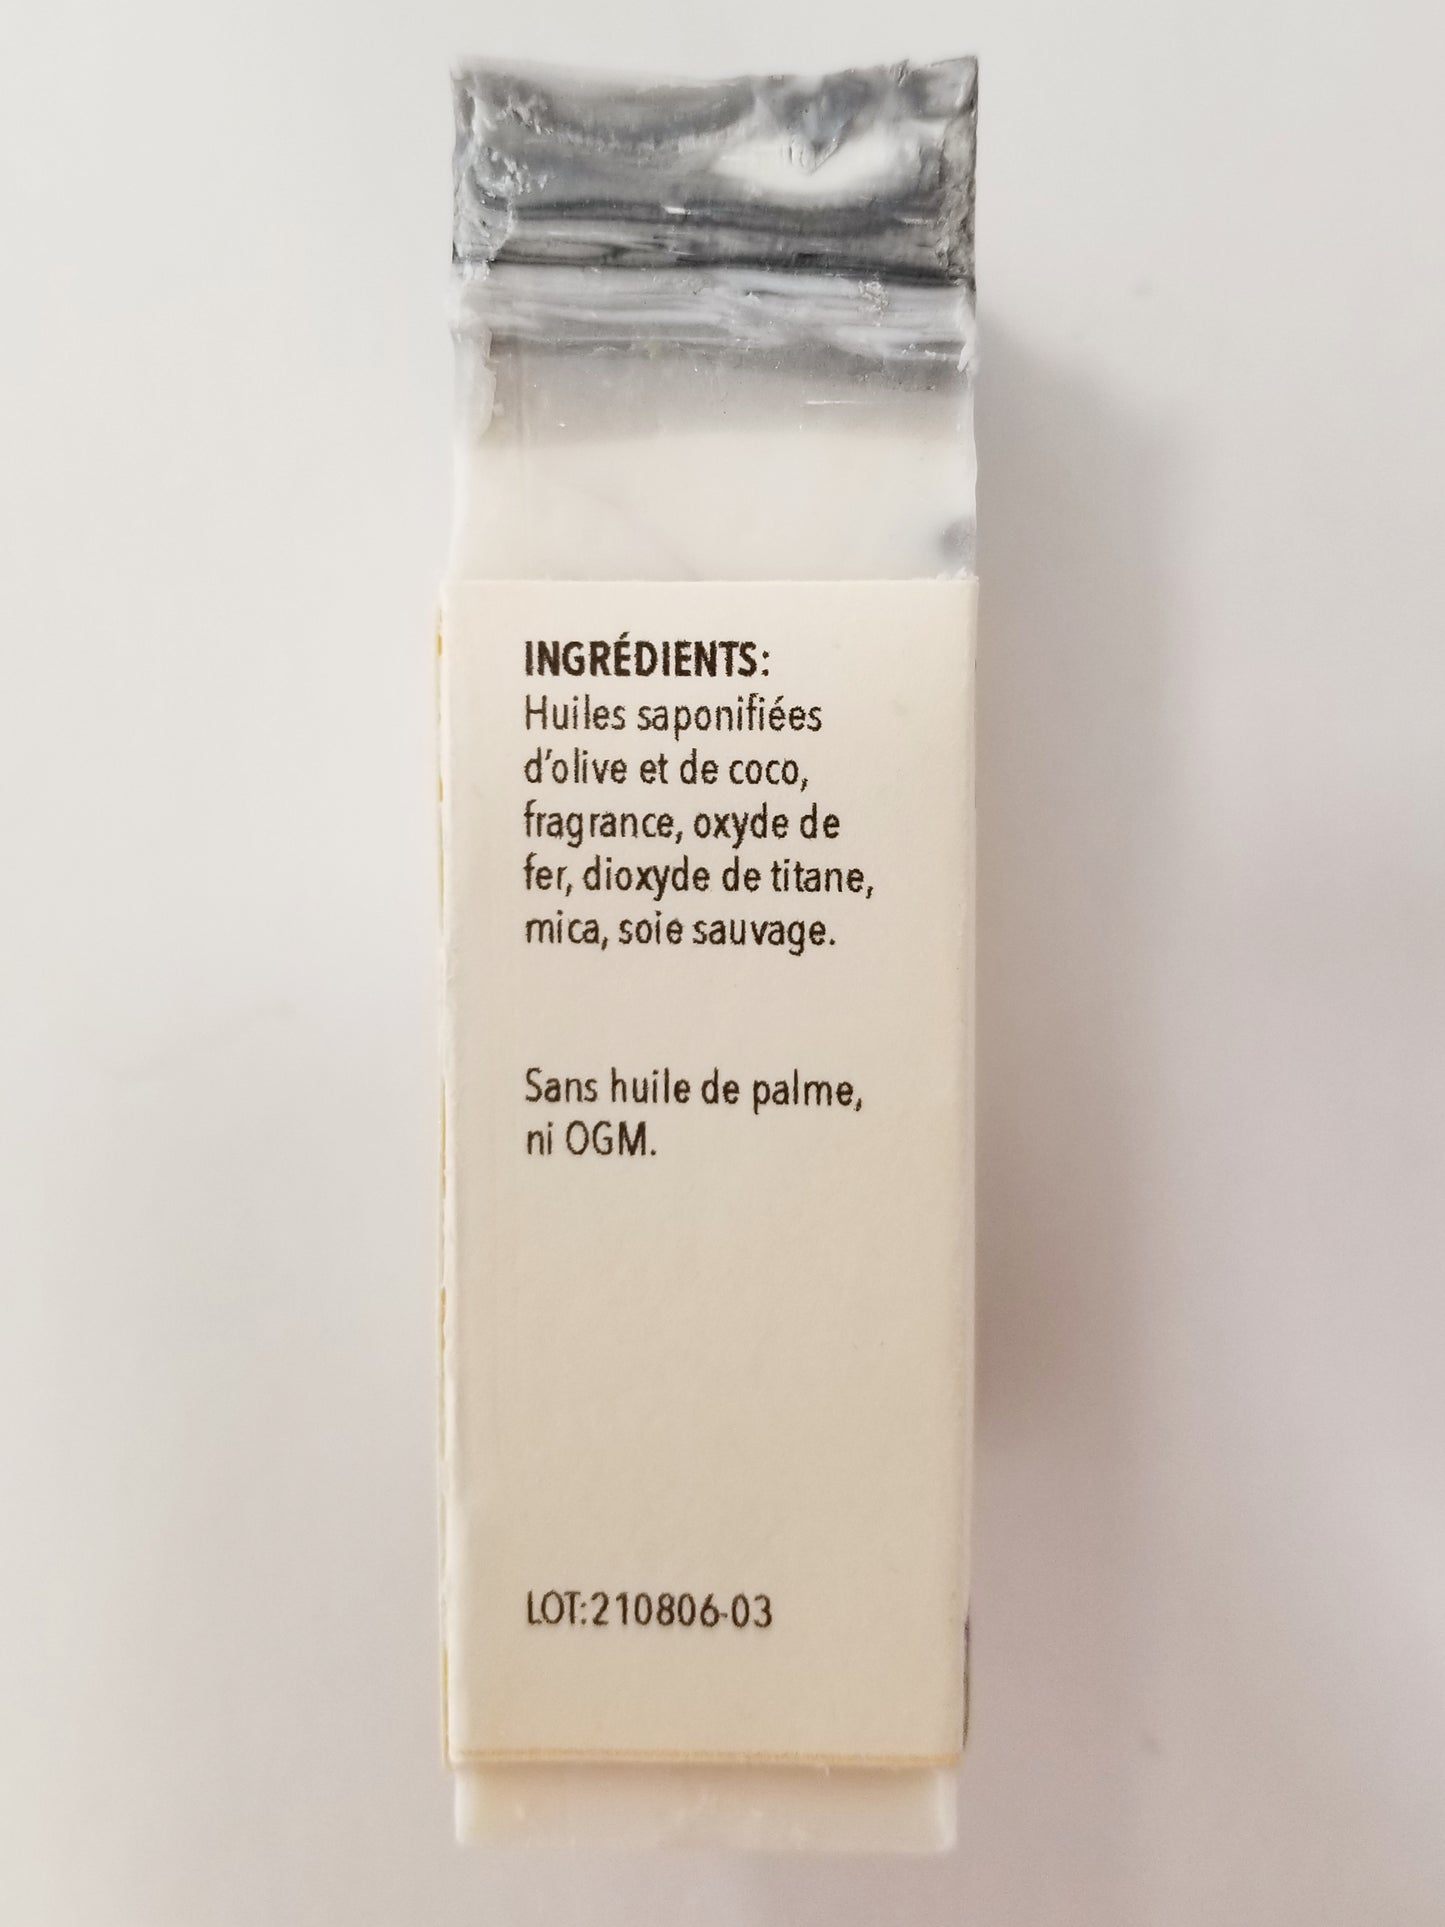 INGRÉDIENTS:
Huiles saponifiées
d'olive et de coco,
fragrance, oxyde de
fer, dioxyde de titane,
mica, soie sauvage.
Sans huile de palme,
ni OGM.
LOT:210806-03